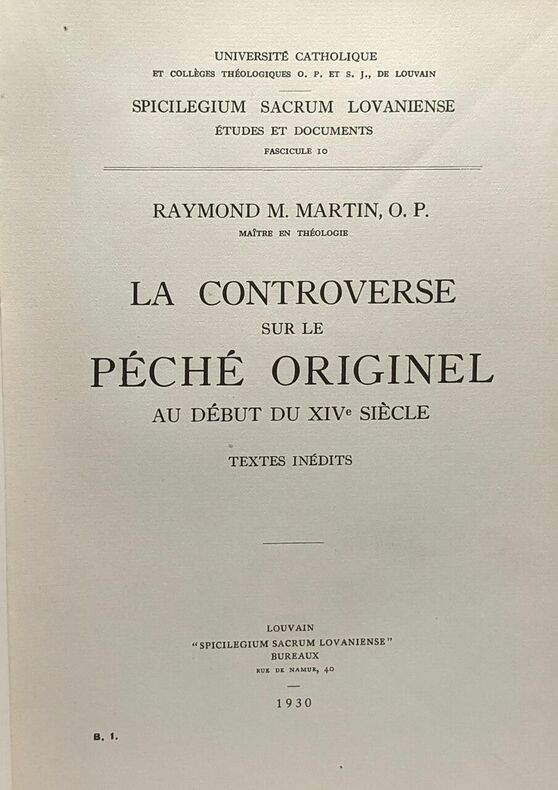 UNIVERSITÉ CATHOLIQUE
ET COLLÈGES THÉOLOGIQUES O. P. ET S. J., DE LOUVAIN
SPICILEGIUM SACRUM LOVANIENSE
ÉTUDES ET DOCUMENTS
FASCICULE 10
RAYMOND M. MARTIN, O. P.
MAÎTRE EN THÉOLOGIE
LA CONTROVERSE
SUR LE
PÉCHÉ ORIGINEL
AU DÉBUT DU XIVe SIÈCLE
TEXTES INÉDITS
LOUVAIN
"SPICILEGIUM SACRUM LOVANIENSE"
BUREAUX
RUE DE NAMUR, 40
1930
B. 1.